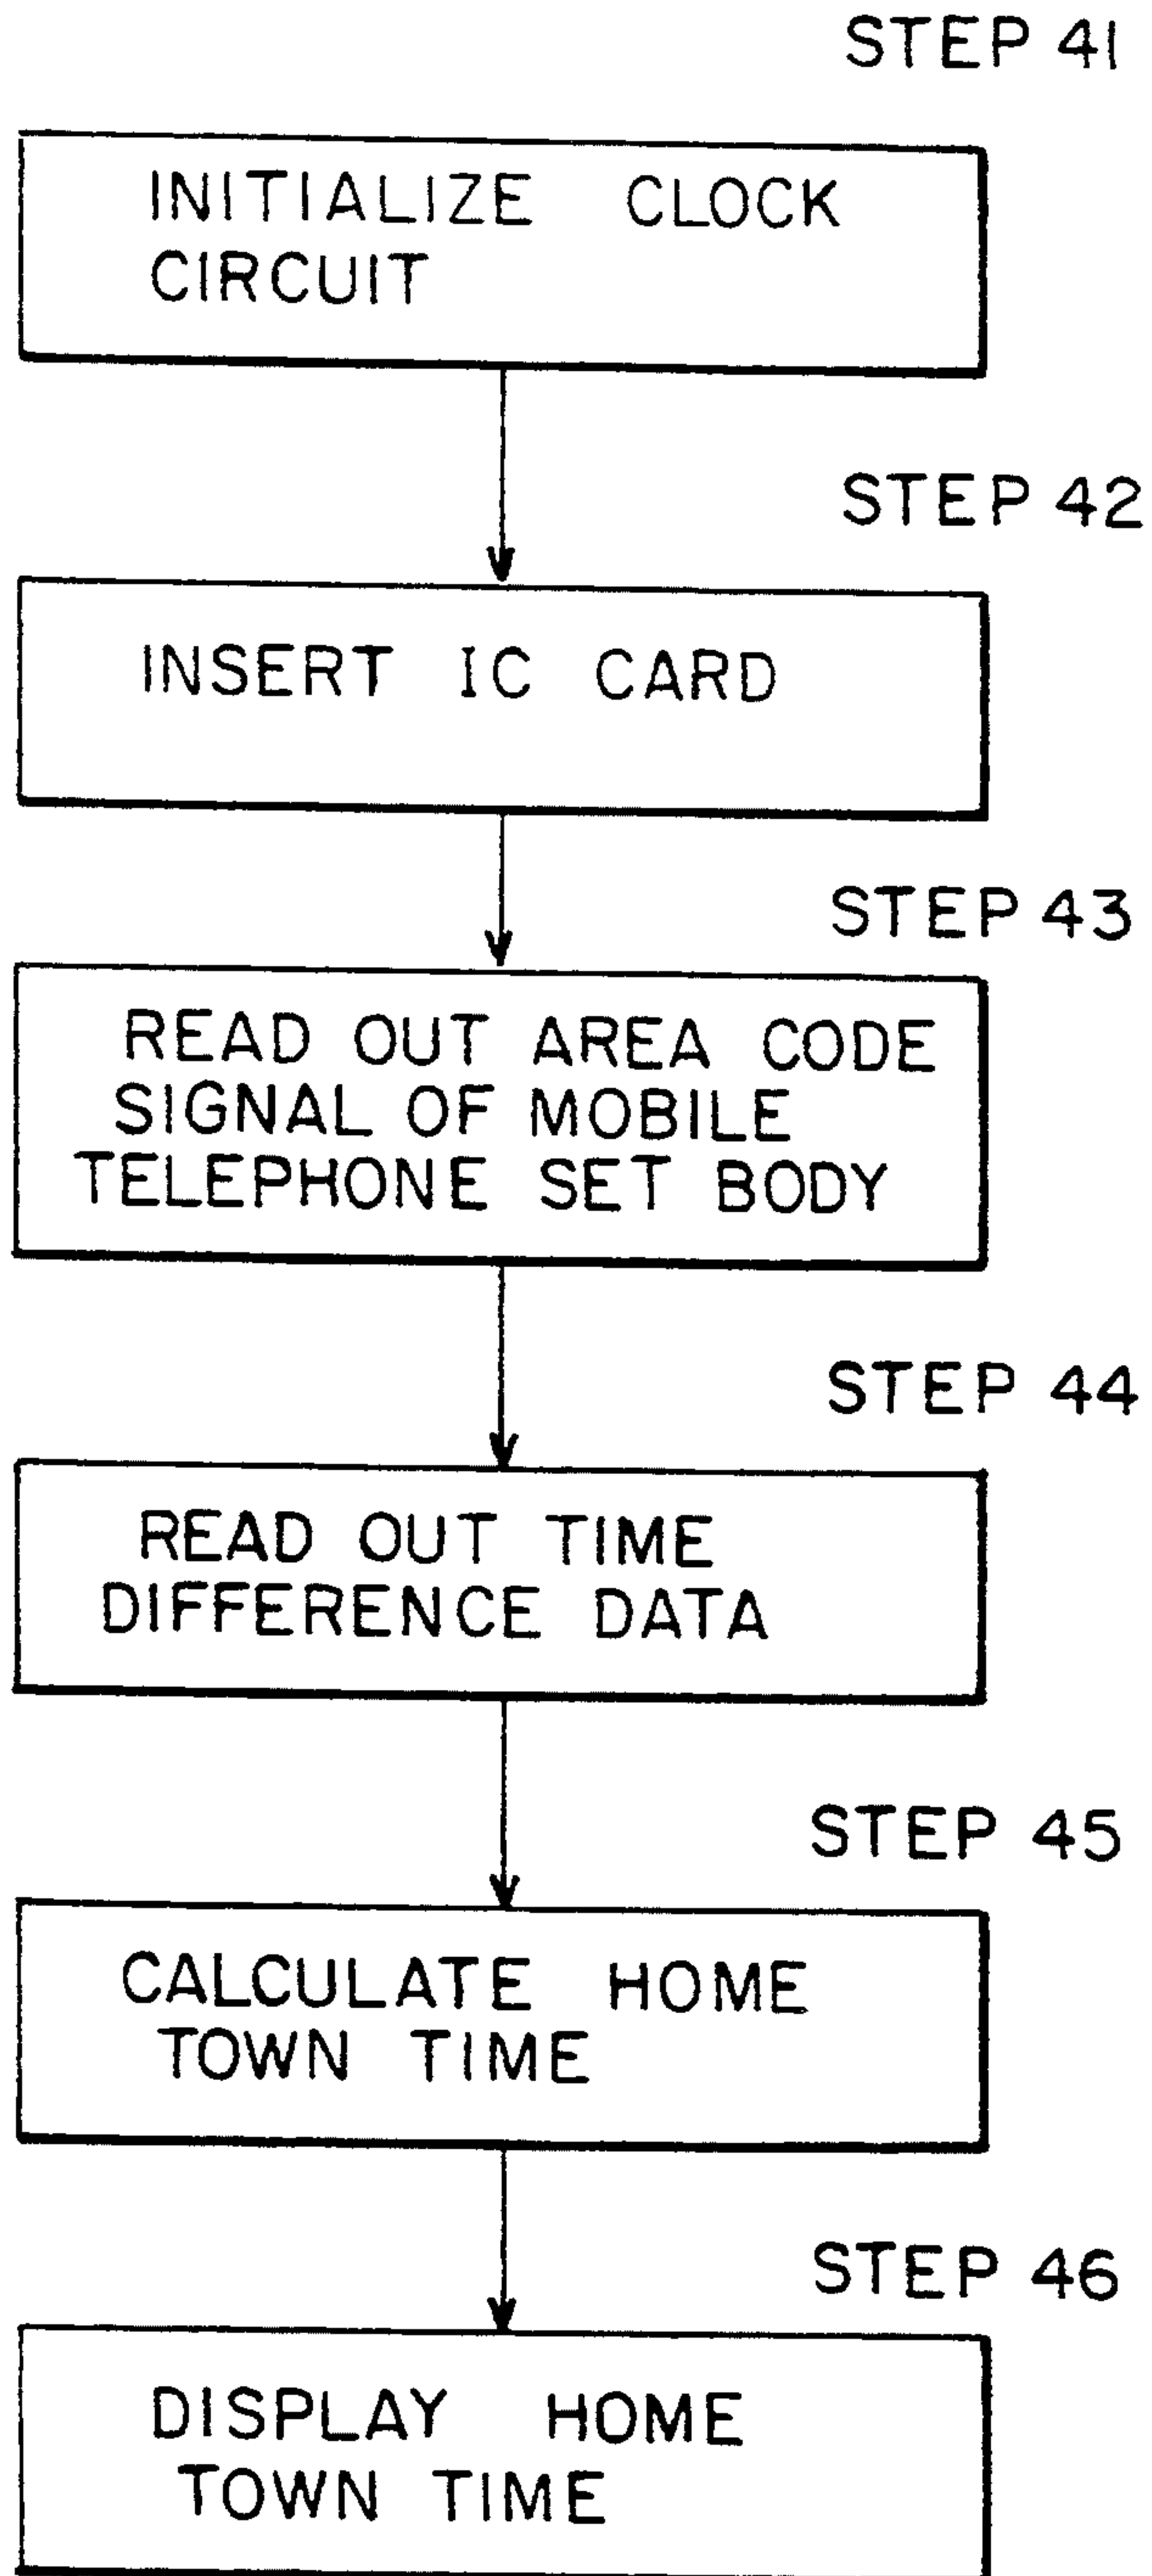 STEP 41
INITIALIZE CLOCK
CIRCUIT
STEP 42
INSERT IC CARD
STEP 43
READ OUT AREA CODE
SIGNAL OF MOBILE
TELEPHONE SET BODY
STEP 44
READ OUT TIME
DIFFERENCE DATA
STEP 45
CALCULATE HOME
TOWN TIME
STEP 46
DISPLAY HOME
TOWN TIME